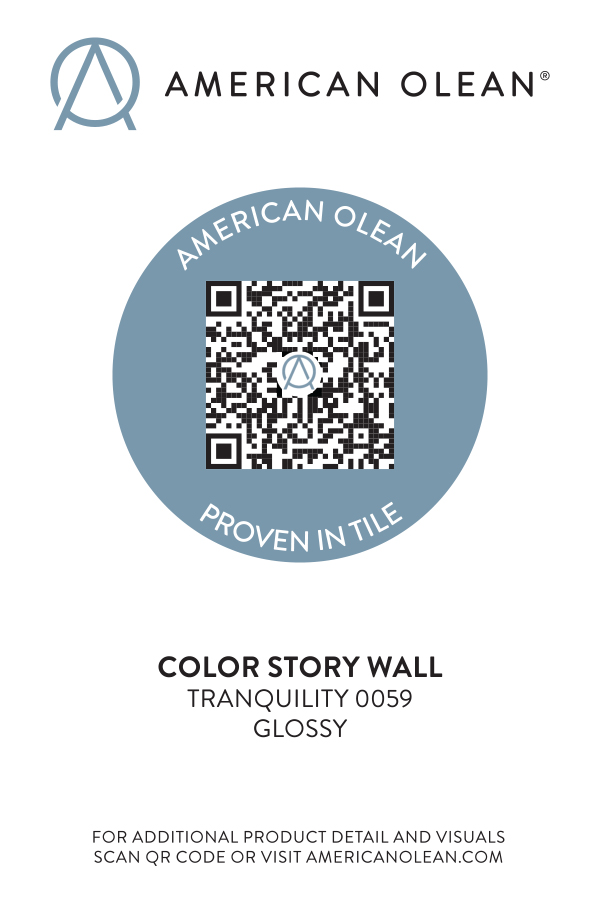 AMERICAN OLEAN®
AMERICAN OLEAN
PROVEN IN TILE
COLOR STORY WALL
TRANQUILITY 0059
GLOSSY
FOR ADDITIONAL PRODUCT DETAIL AND VISUALS
SCAN QR CODE OR VISIT AMERICANOLEAN.COM